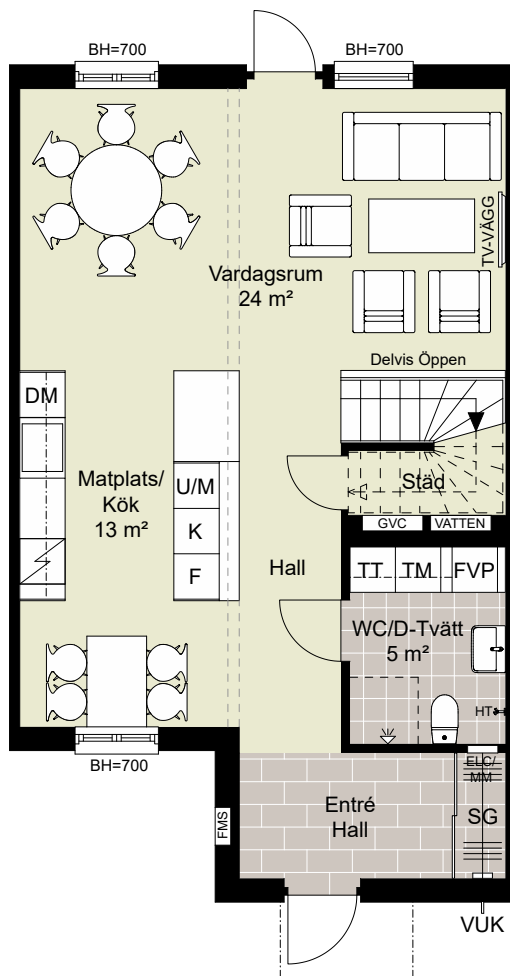 BH=700
BH=700
TV-VÄGG
Vardagsrum
24 m²
Delvis Öppen
DM
Matplats/
Kök
13 m²
U/M
K
F
Städ
GVC
VATTEN
Hall
TT
TM
FVP
WC/D-Tvätt
5 m²
HT
BH=700
ELC/
MM
FMS
Entré
Hall
SG
VUK